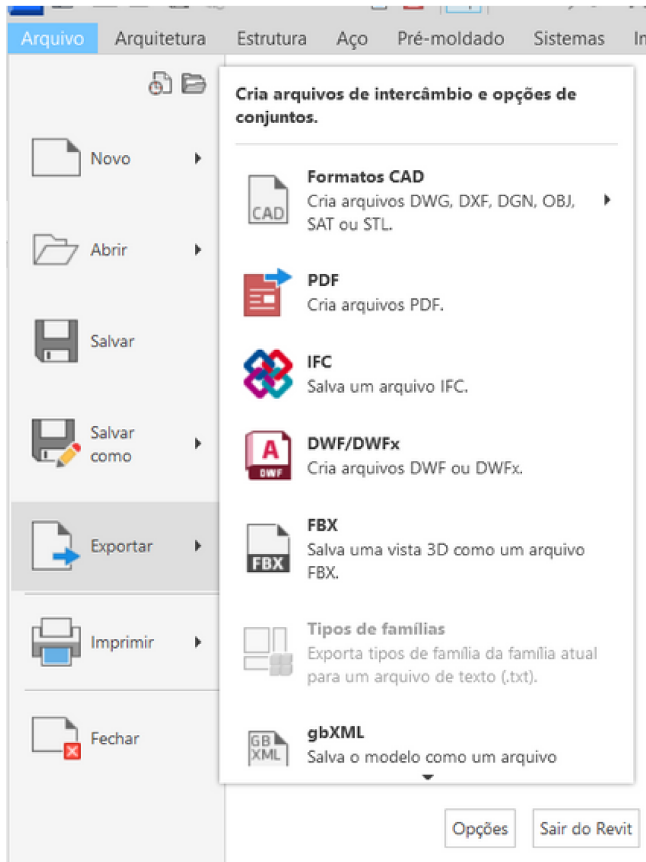 Arquivo Arquitetura Estrutura Aço Pré-moldado Sistemas
Cria arquivos de intercâmbio e opções de
conjuntos.
Novo
Abrir
Salvar
Salvar
como
Exportar
Imprimir
Fechar
Formatos CAD
CAD
Cria arquivos DWG, DXF, DGN, OBJ,
SAT ou STL.
PDF
Cria arquivos PDF.
IFC
Salva um arquivo IFC.
DWF/DWFx
A
DWF
Cria arquivos DWF ou DWFx.
FBX
FBX
Salva uma vista 3D como um arquivo
FBX.
Tipos de famílias
Exporta tipos de família da família atual
para um arquivo de texto (.txt).
gbXML
GB
XML
Salva o modelo como um arquivo
Opções Sair do Revit